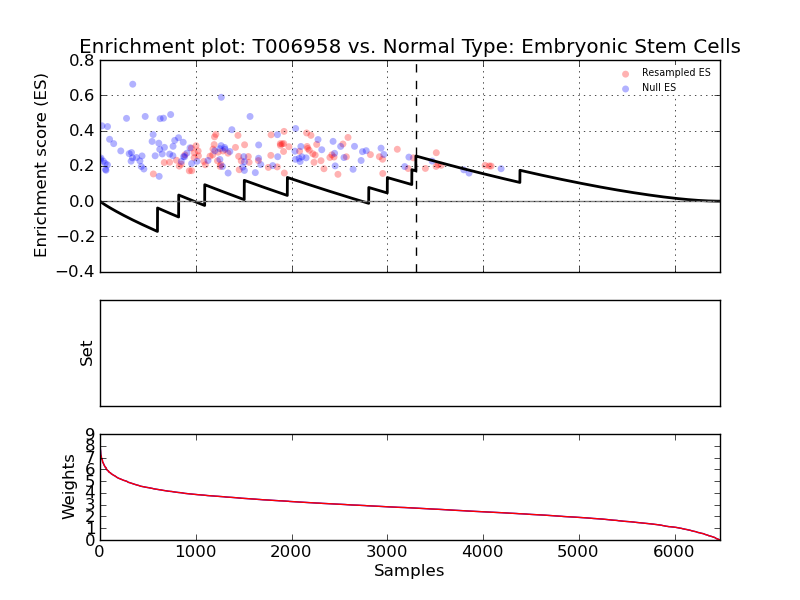 Enrichment plot: T006958 vs. Normal Type: Embryonic Stem Cells
Enrichment score (ES)
0.8
0.6
0.4
0.2
0.0
−0.2
−0.4
Resampled ES
Null ES
Set
Weights
9
8
7
6
5
4
3
2
1
0
0 1000 2000 3000 4000 5000 6000
Samples